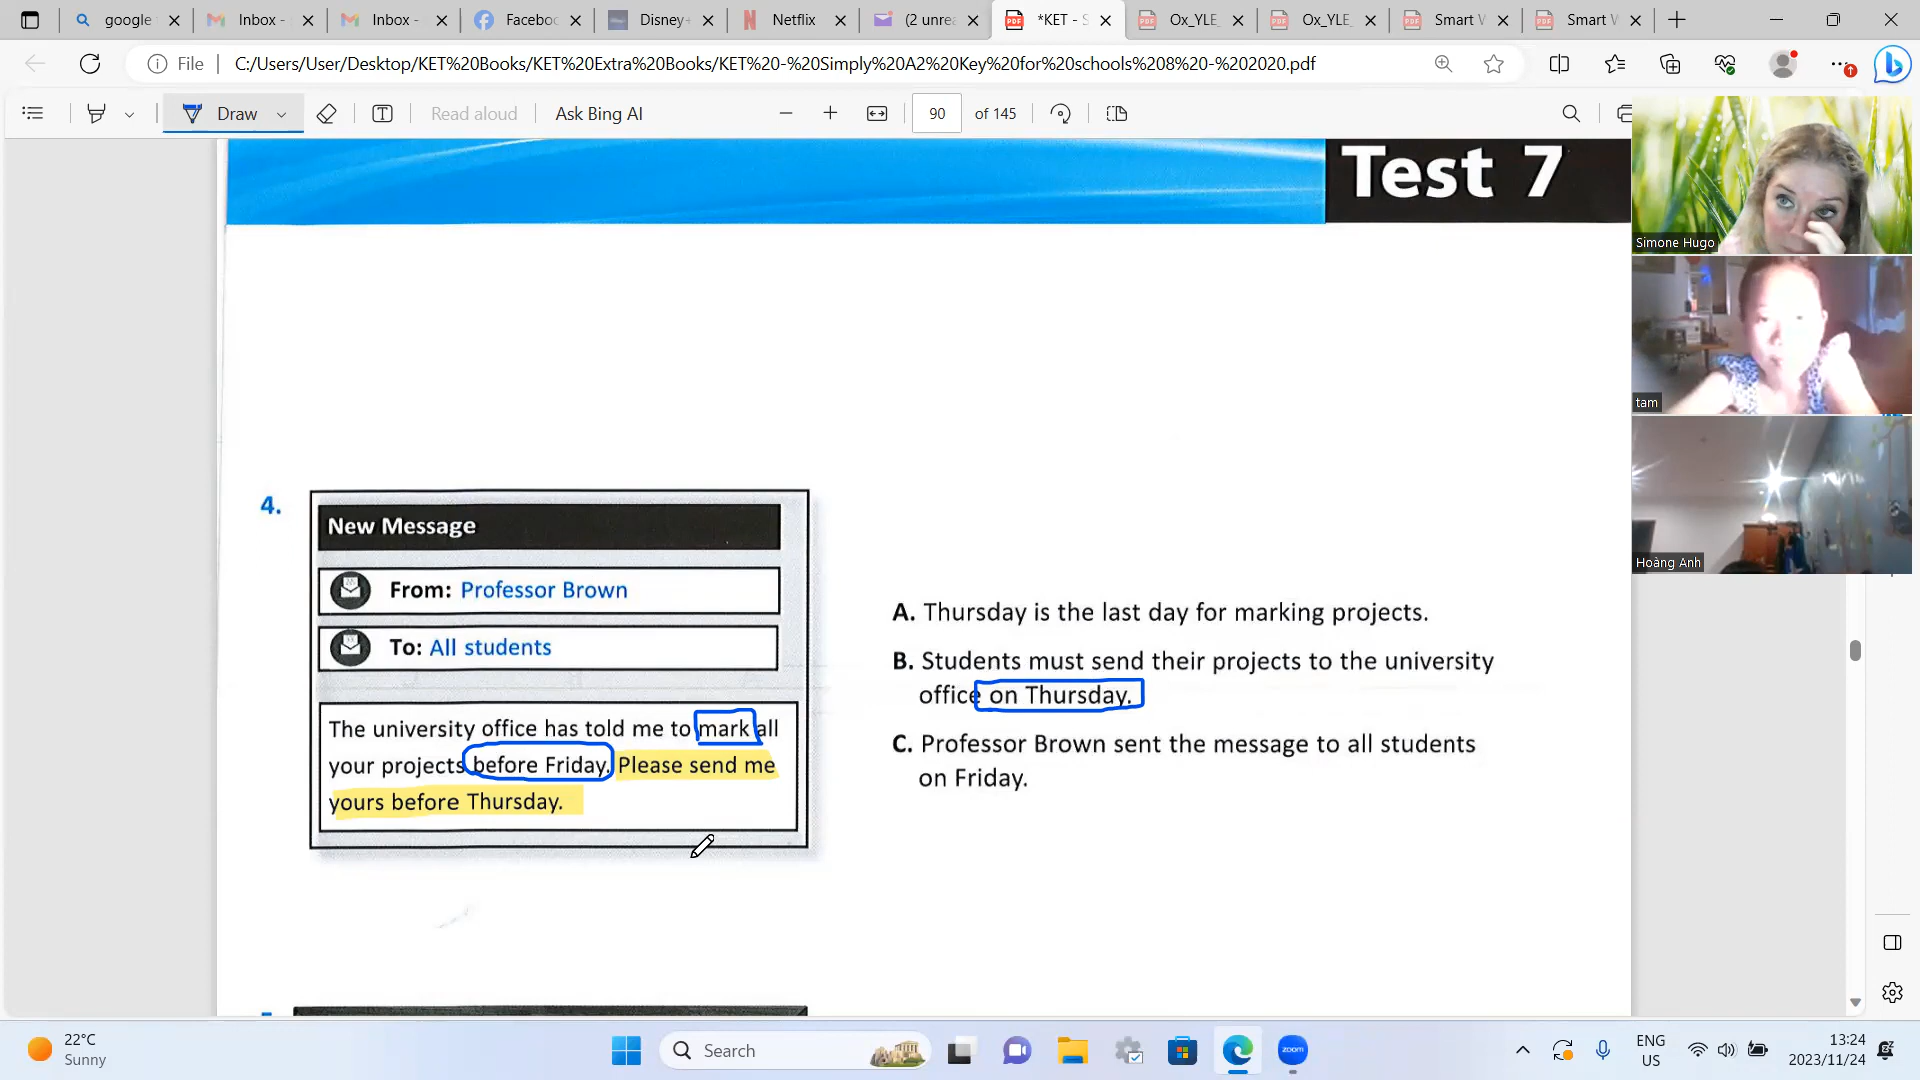 google
Inbox -
Inbox -
Faceboo
Disney+
Netflix
(2 unrea
*KET - S
Ox_YLE_
Ox_YLE_
Smart W
Smart W
File
C:/Users/User/Desktop/KET%20Books/KET%20Extra%20Books/KET%20-%20Simply%20A2%20Key%20for%20schools%208%20-%202020.pdf
Draw
Read aloud
Ask Bing AI
90
of 145
Test 7
Simone Hugo
tam
Hoàng Anh
4.
New Message
From: Professor Brown
To: All students
The university office has told me to mark all
your projects before Friday. Please send me
yours before Thursday.
A. Thursday is the last day for marking projects.
B. Students must send their projects to the university
office on Thursday.
C. Professor Brown sent the message to all students
on Friday.
22°C
Sunny
Search
zoom
ENG
US
13:24
2023/11/24